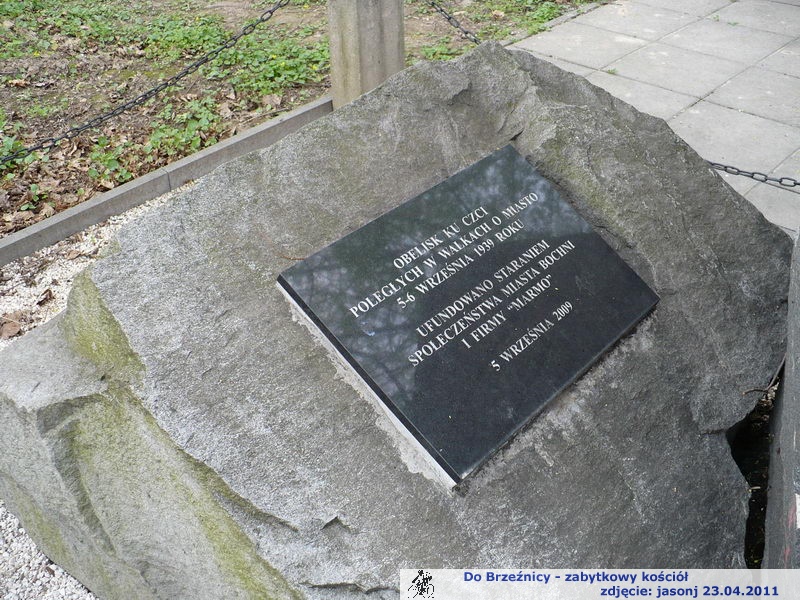 OBELISK KU CZCI
POLEGŁYCH W WALKACH O MIASTO
5-6 WRZEŚNIA 1939 ROKU
UFUNDOWANO STARANIEM
SPOŁECZEŃSTWA MIASTA BOCHNI
I FIRMY "MARMO"
5 WRZEŚNIA 2009
Do Brzeźnicy - zabytkowy kościół
zdjęcie: jasonj 23.04.2011